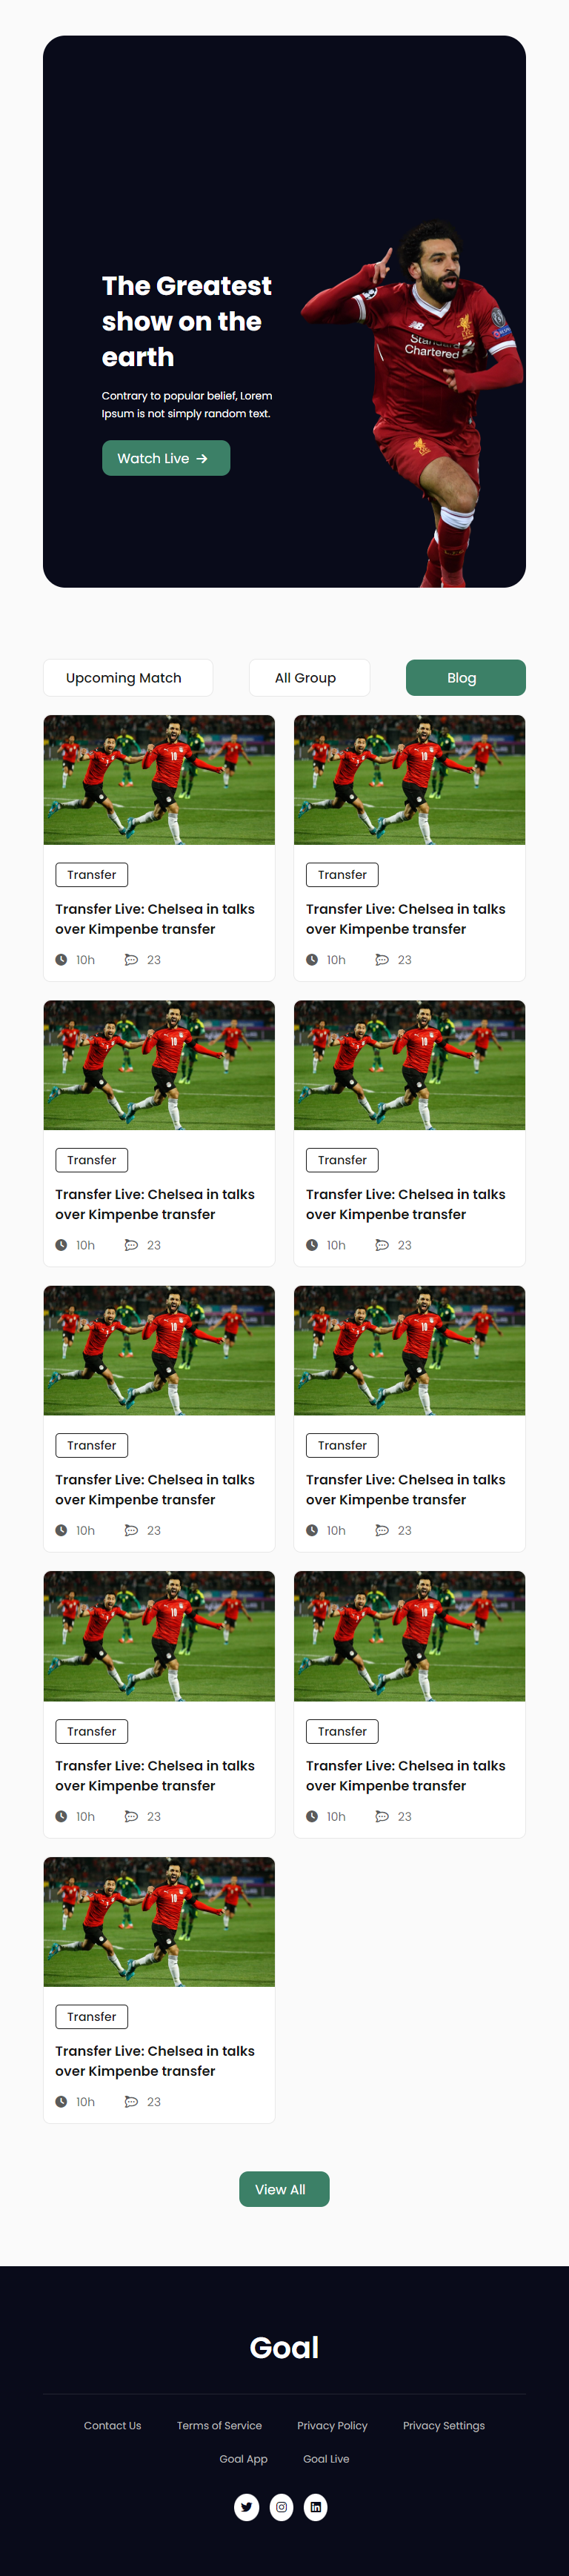 The Greatest
show on the
earth
Contrary to popular belief, Lorem
Ipsum is not simply random text.
Watch Live
Standard
Chartered
Upcoming Match
All Group
Blog
Transfer
Transfer Live: Chelsea in talks
over Kimpenbe transfer
10h 23
Transfer
Transfer Live: Chelsea in talks
over Kimpenbe transfer
10h 23
Transfer
Transfer Live: Chelsea in talks
over Kimpenbe transfer
10h 23
Transfer
Transfer Live: Chelsea in talks
over Kimpenbe transfer
10h 23
Transfer
Transfer Live: Chelsea in talks
over Kimpenbe transfer
10h 23
Transfer
Transfer Live: Chelsea in talks
over Kimpenbe transfer
10h 23
Transfer
Transfer Live: Chelsea in talks
over Kimpenbe transfer
10h 23
Transfer
Transfer Live: Chelsea in talks
over Kimpenbe transfer
10h 23
Transfer
Transfer Live: Chelsea in talks
over Kimpenbe transfer
10h 23
View All
Goal
Contact Us Terms of Service Privacy Policy Privacy Settings
Goal App Goal Live